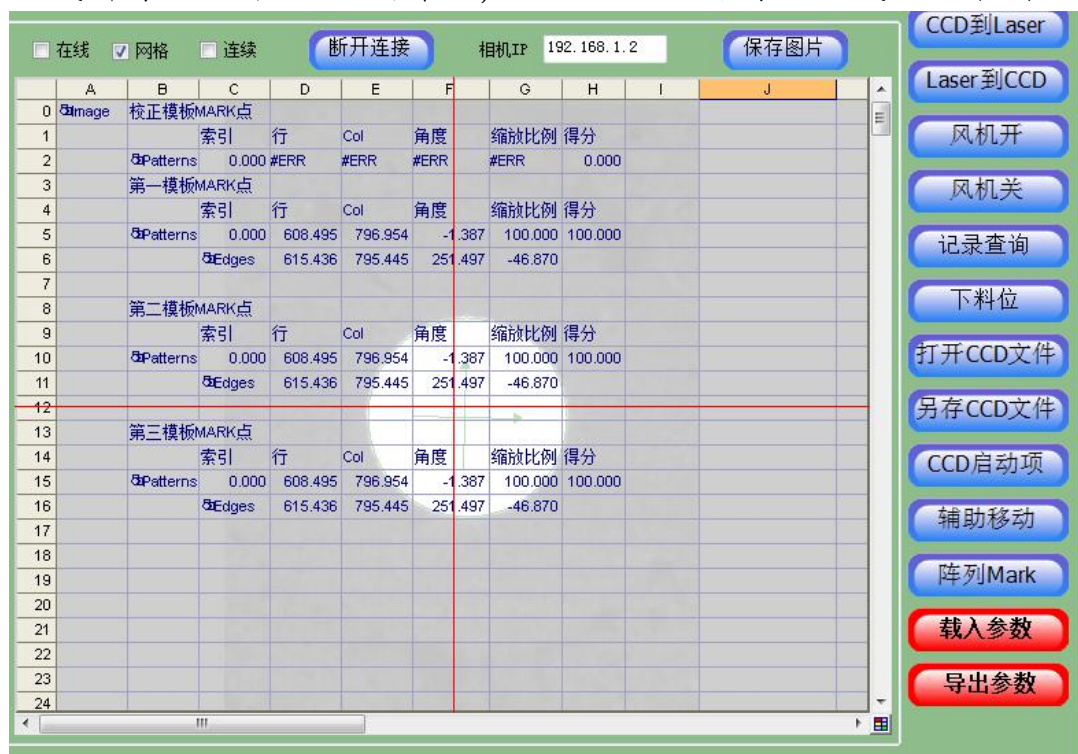 在线 网格 连续 断开连接 相机IP 192.168.1.2 保存图片
A B C D E F G H I J
0 Image 校正模板MARK点
1 索引 行 Col 角度 缩放比例 得分
2 Patterns 0.000 #ERR #ERR #ERR #ERR 0.000
3 第一模板MARK点
4 索引 行 Col 角度 缩放比例 得分
5 Patterns 0.000 608.495 796.954 -1.387 100.000 100.000
6 Edges 615.436 795.445 251.497 -46.870
7
8 第二模板MARK点
9 索引 行 Col 角度 缩放比例 得分
10 Patterns 0.000 608.495 796.954 -1.387 100.000 100.000
11 Edges 615.436 795.445 251.497 -46.870
12
13 第三模板MARK点
14 索引 行 Col 角度 缩放比例 得分
15 Patterns 0.000 608.495 796.954 -1.387 100.000 100.000
16 Edges 615.436 795.445 251.497 -46.870
17
18
19
20
21
22
23
24
CCD到Laser
Laser到CCD
风机开
风机关
记录查询
下料位
打开CCD文件
另存CCD文件
CCD启动项
辅助移动
阵列Mark
载入参数
导出参数